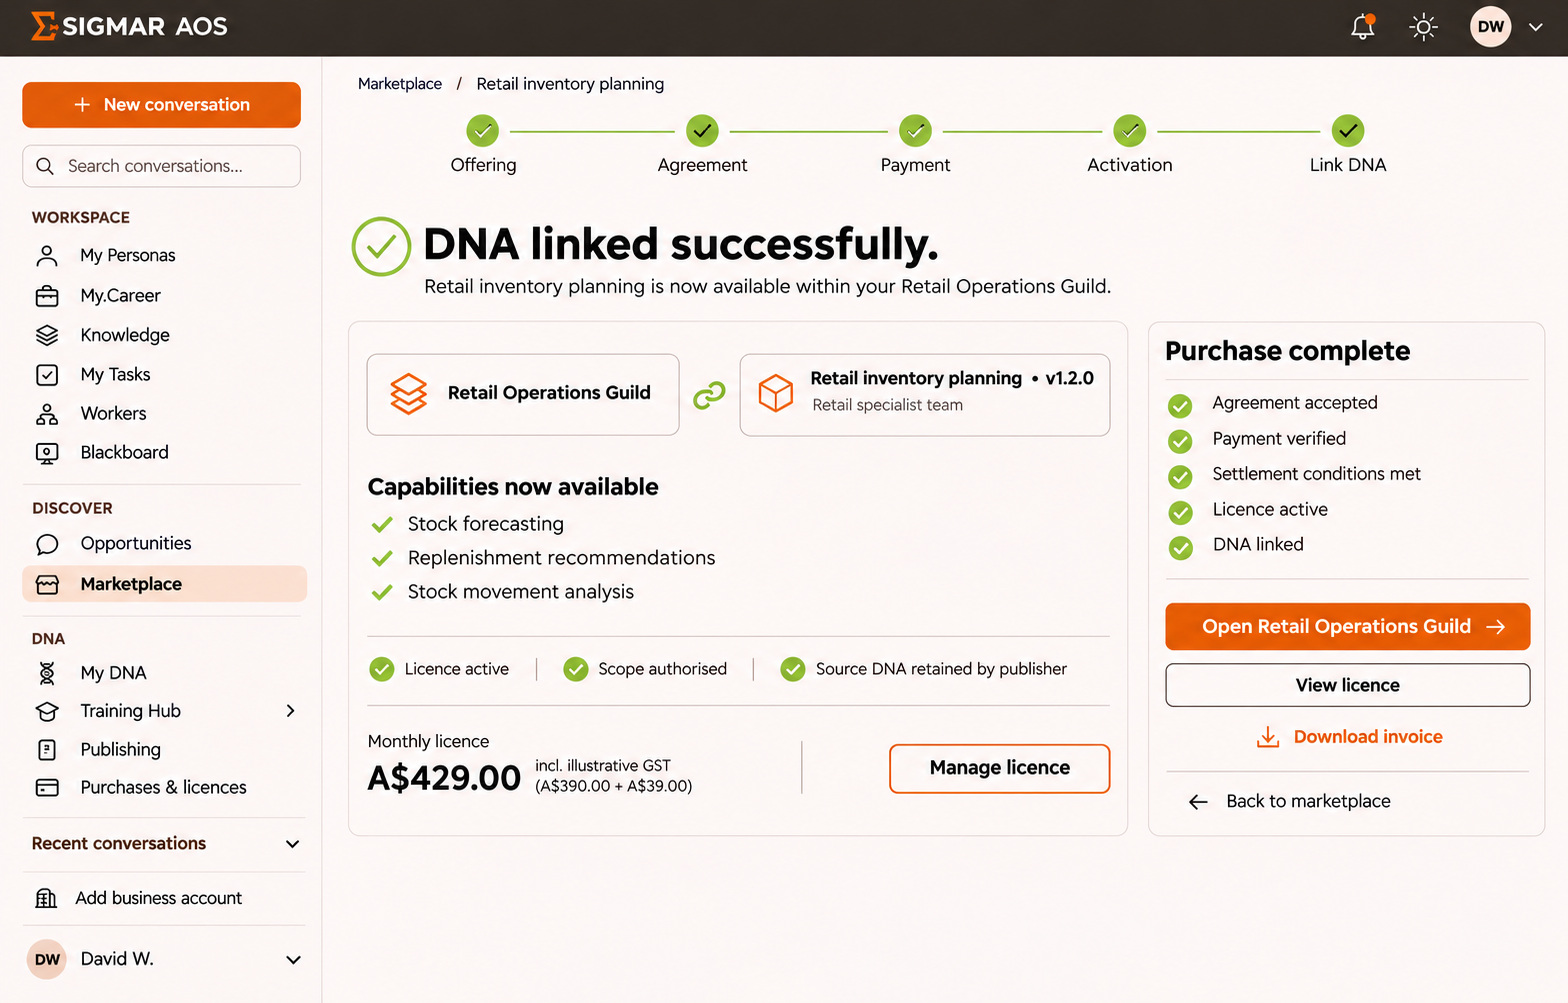 SIGMAR AOS
DW
New conversation
Search conversations...
WORKSPACE
My Personas
My.Career
Knowledge
My Tasks
Workers
Blackboard
DISCOVER
Opportunities
Marketplace
DNA
My DNA
Training Hub
Publishing
Purchases & licences
Recent conversations
Add business account
DW David W.
Marketplace / Retail inventory planning
Offering
Agreement
Payment
Activation
Link DNA
DNA linked successfully.
Retail inventory planning is now available within your Retail Operations Guild.
Retail Operations Guild
Retail inventory planning • v1.2.0
Retail specialist team
Capabilities now available
Stock forecasting
Replenishment recommendations
Stock movement analysis
Licence active
Scope authorised
Source DNA retained by publisher
Monthly licence
A$429.00
incl. illustrative GST
(A$390.00 + A$39.00)
Manage licence
Purchase complete
Agreement accepted
Payment verified
Settlement conditions met
Licence active
DNA linked
Open Retail Operations Guild
View licence
Download invoice
Back to marketplace